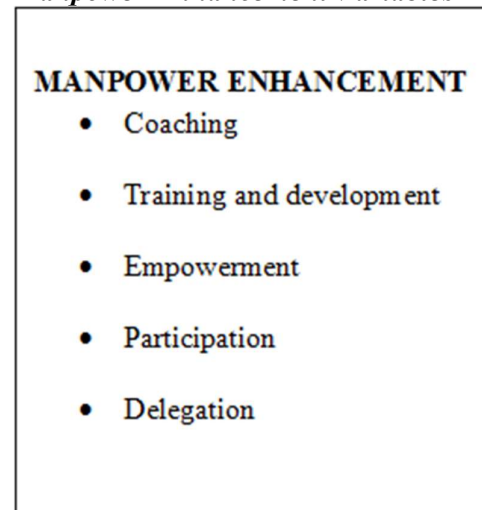 MANPOWER ENHANCEMENT
• Coaching
• Training and development
• Empowerment
• Participation
• Delegation